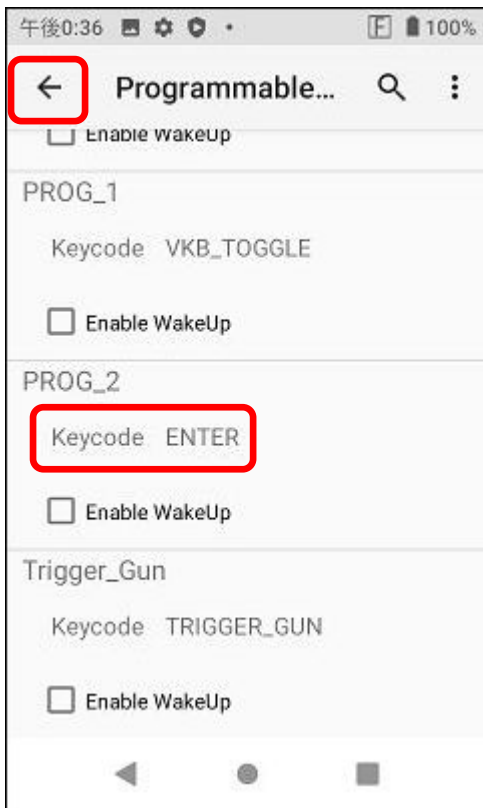 午後0:36 F 100%
Programmable...
Enable WakeUp
PROG_1
Keycode VKB_TOGGLE
Enable WakeUp
PROG_2
Keycode ENTER
Enable WakeUp
Trigger_Gun
Keycode TRIGGER_GUN
Enable WakeUp